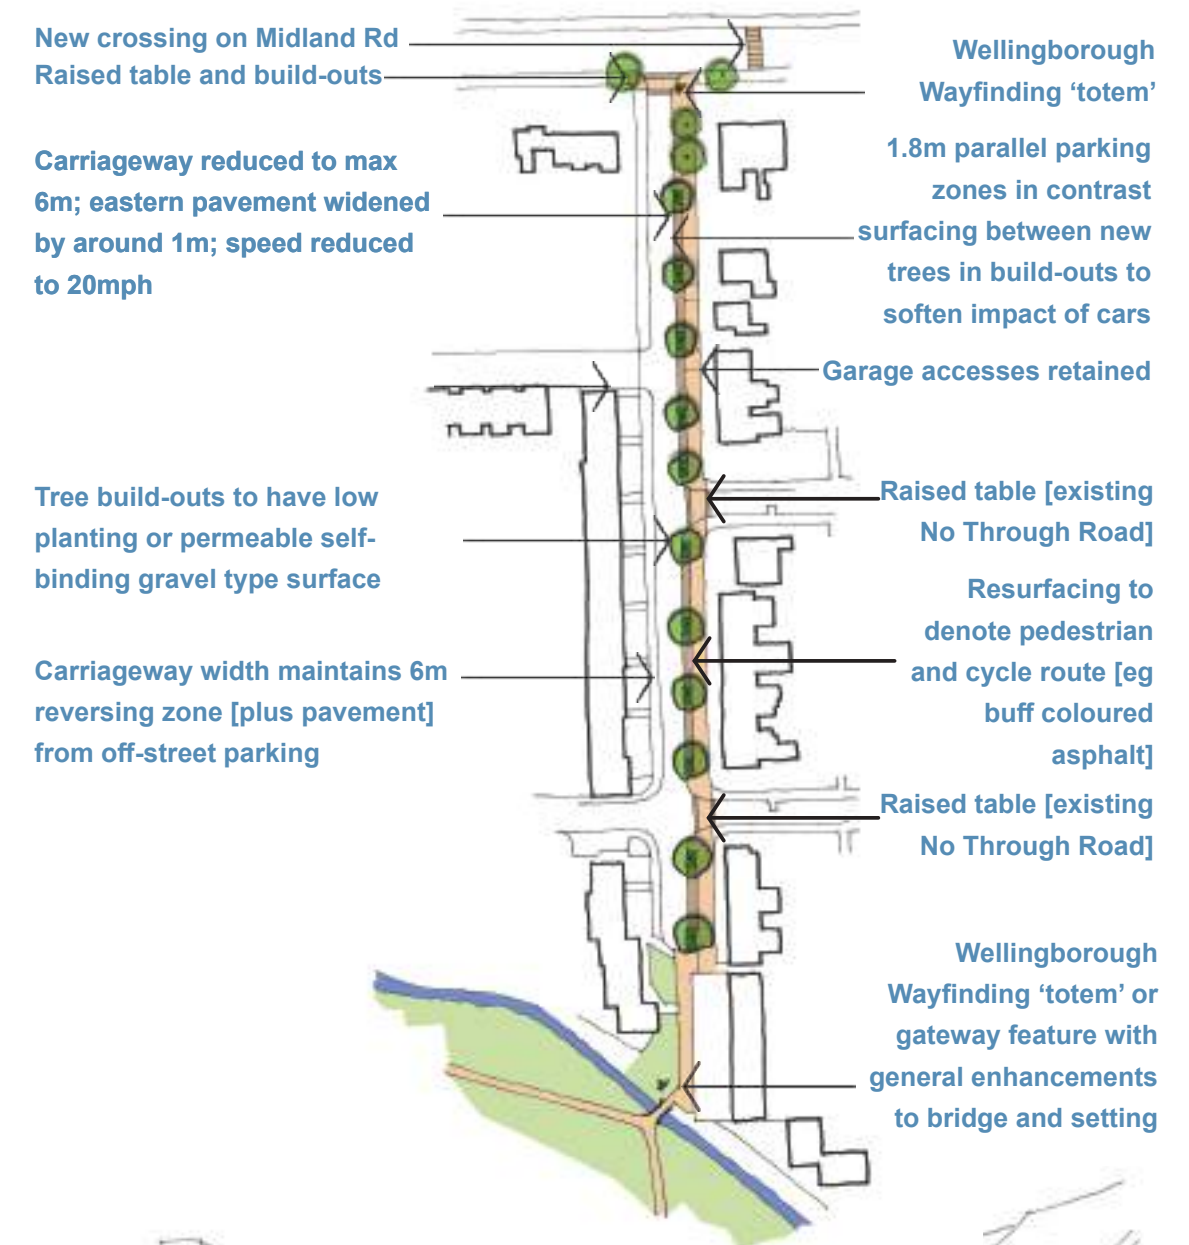 New crossing on Midland Rd
Raised table and build-outs
Carriageway reduced to max
6m; eastern pavement widened
by around 1m; speed reduced
to 20mph
Tree build-outs to have low
planting or permeable self-
binding gravel type surface
Carriageway width maintains 6m
reversing zone [plus pavement]
from off-street parking
Wellingborough
Wayfinding ‘totem’
1.8m parallel parking
zones in contrast
surfacing between new
trees in build-outs to
soften impact of cars
Garage accesses retained
Raised table [existing
No Through Road]
Resurfacing to
denote pedestrian
and cycle route [eg
buff coloured
asphalt]
Raised table [existing
No Through Road]
Wellingborough
Wayfinding ‘totem’ or
gateway feature with
general enhancements
to bridge and setting